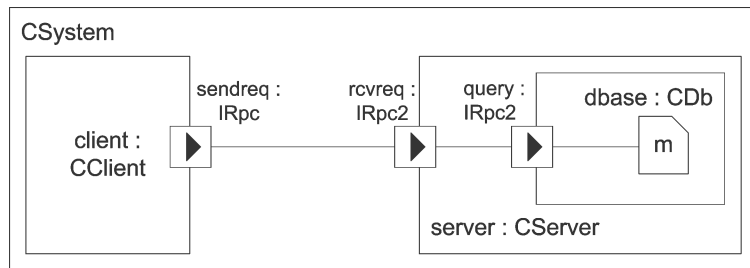 CSystem
sendreq :
IRpc
rcvreq :
IRpc2
query :
IRpc2
dbase : CDb
client :
CClient
m
server : CServer